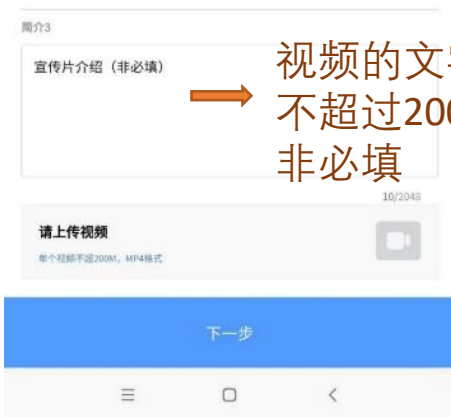 简介3
宣传片介绍（非必填）
视频的文
不超过200
非必填
10/2048
请上传视频
单个视频不超200M，MP4格式
下一步